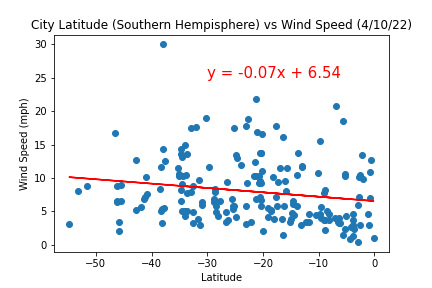 City Latitude (Southern Hempisphere) vs Wind Speed (4/10/22)
30
25
20
15
10
5
0
y = -0.07x + 6.54
Wind Speed (mph)
−50 −40 −30 −20 −10 0
Latitude